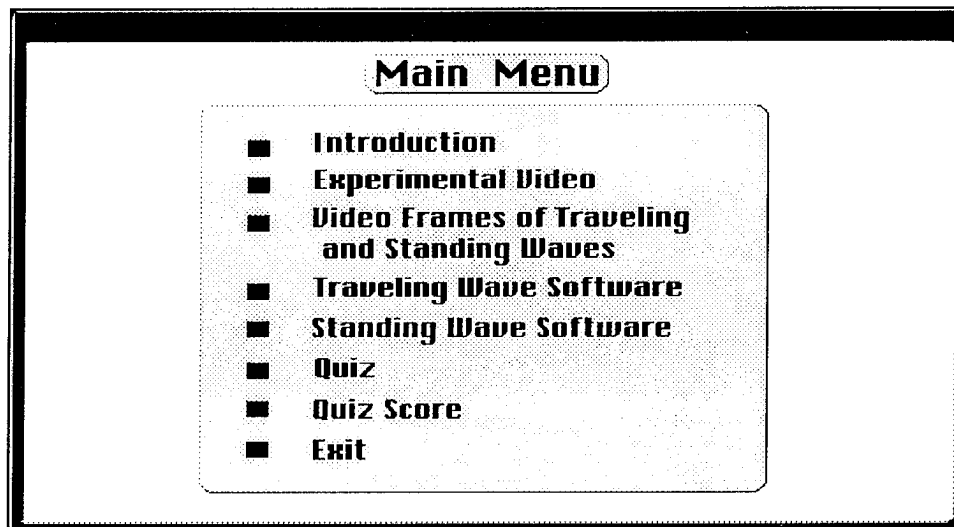 Main Menu
Introduction
Experimental Video
Video Frames of Traveling
and Standing Waves
Traveling Wave Software
Standing Wave Software
Quiz
Quiz Score
Exit